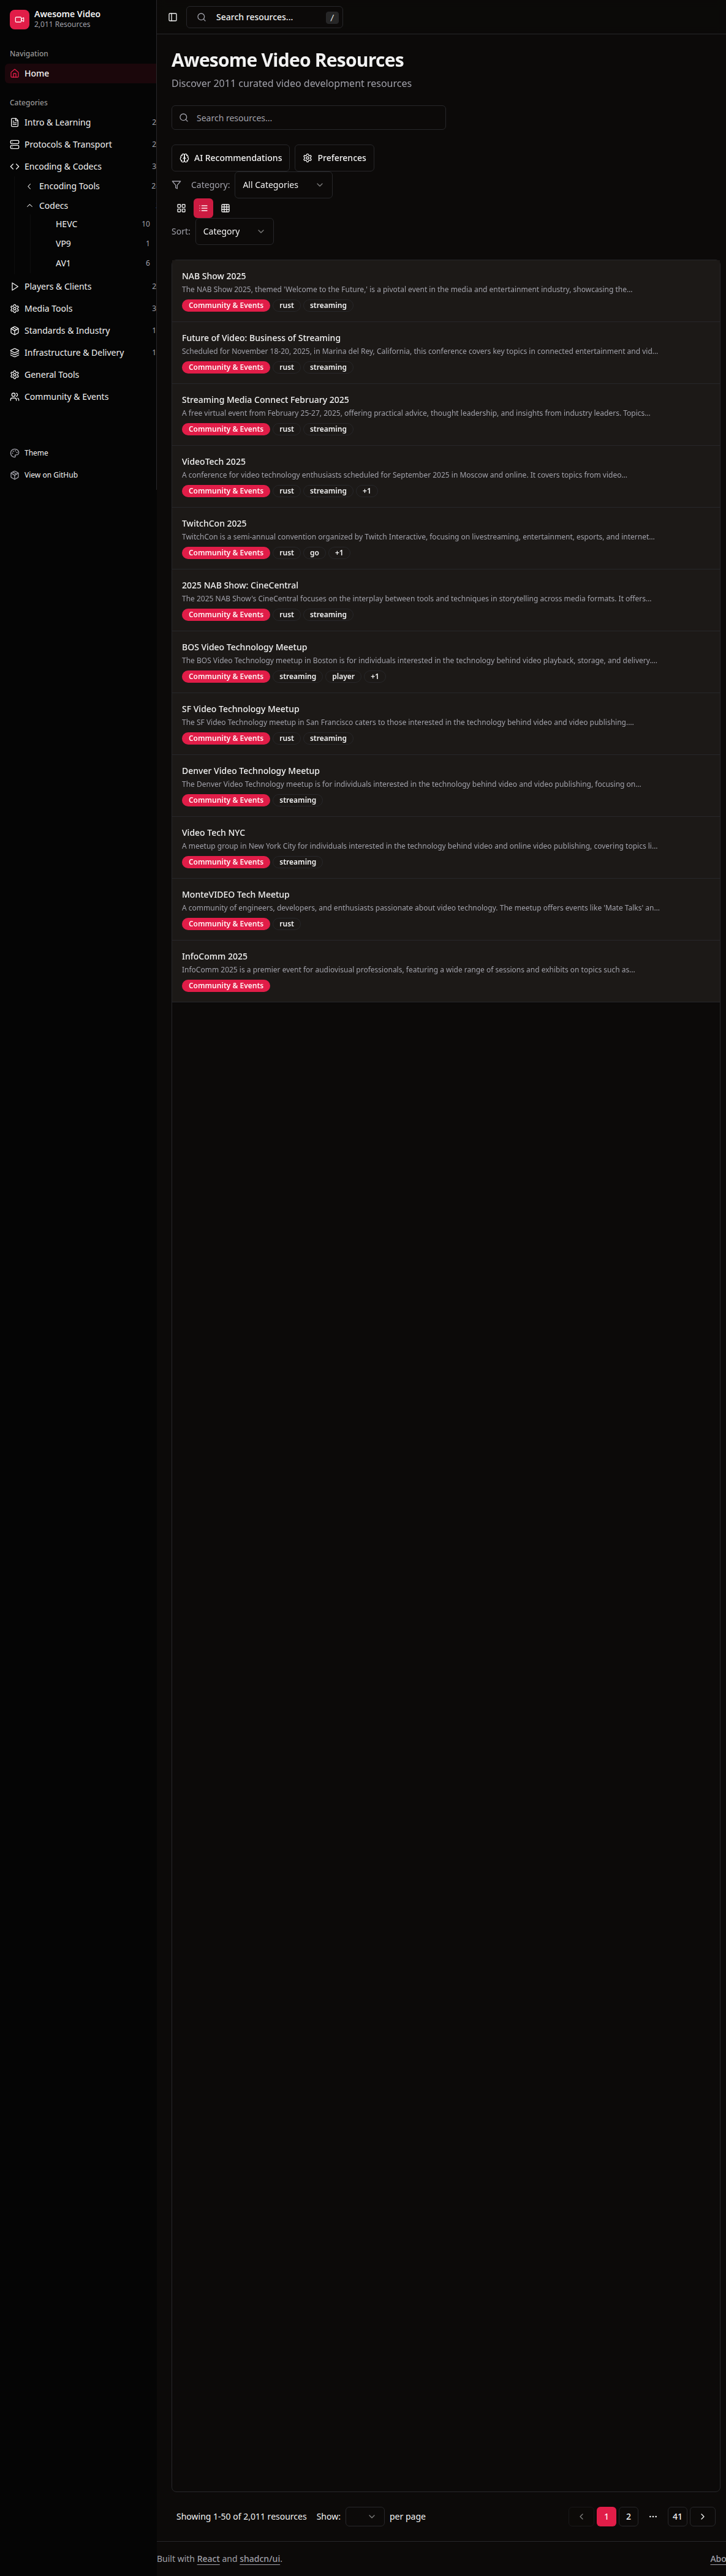 Awesome Video
2,011 Resources
Navigation
Home
Categories
Intro & Learning 2
Protocols & Transport 2
Encoding & Codecs 3
Encoding Tools 2
Codecs
HEVC 10
VP9 1
AV1 6
Players & Clients 2
Media Tools 3
Standards & Industry 1
Infrastructure & Delivery 1
General Tools
Community & Events
Theme
View on GitHub
Search resources... /
Awesome Video Resources
Discover 2011 curated video development resources
Search resources...
AI Recommendations Preferences
Category: All Categories
Sort: Category
NAB Show 2025
The NAB Show 2025, themed 'Welcome to the Future,' is a pivotal event in the media and entertainment industry, showcasing the...
Community & Events rust streaming
Future of Video: Business of Streaming
Scheduled for November 18-20, 2025, in Marina del Rey, California, this conference covers key topics in connected entertainment and vid...
Community & Events rust streaming
Streaming Media Connect February 2025
A free virtual event from February 25-27, 2025, offering practical advice, thought leadership, and insights from industry leaders. Topics...
Community & Events rust streaming
VideoTech 2025
A conference for video technology enthusiasts scheduled for September 2025 in Moscow and online. It covers topics from video...
Community & Events rust streaming +1
TwitchCon 2025
TwitchCon is a semi-annual convention organized by Twitch Interactive, focusing on livestreaming, entertainment, esports, and internet...
Community & Events rust go +1
2025 NAB Show: CineCentral
The 2025 NAB Show's CineCentral focuses on the interplay between tools and techniques in storytelling across media formats. It offers...
Community & Events rust streaming
BOS Video Technology Meetup
The BOS Video Technology meetup in Boston is for individuals interested in the technology behind video playback, storage, and delivery....
Community & Events streaming player +1
SF Video Technology Meetup
The SF Video Technology meetup in San Francisco caters to those interested in the technology behind video and video publishing....
Community & Events rust streaming
Denver Video Technology Meetup
The Denver Video Technology meetup is for individuals interested in the technology behind video and video publishing, focusing on...
Community & Events streaming
Video Tech NYC
A meetup group in New York City for individuals interested in the technology behind video and online video publishing, covering topics li...
Community & Events streaming
MonteVIDEO Tech Meetup
A community of engineers, developers, and enthusiasts passionate about video technology. The meetup offers events like 'Mate Talks' an...
Community & Events rust
InfoComm 2025
InfoComm 2025 is a premier event for audiovisual professionals, featuring a wide range of sessions and exhibits on topics such as...
Community & Events
Showing 1-50 of 2,011 resources Show: per page 1 2 ... 41
Built with React and shadcn/ui. Abo